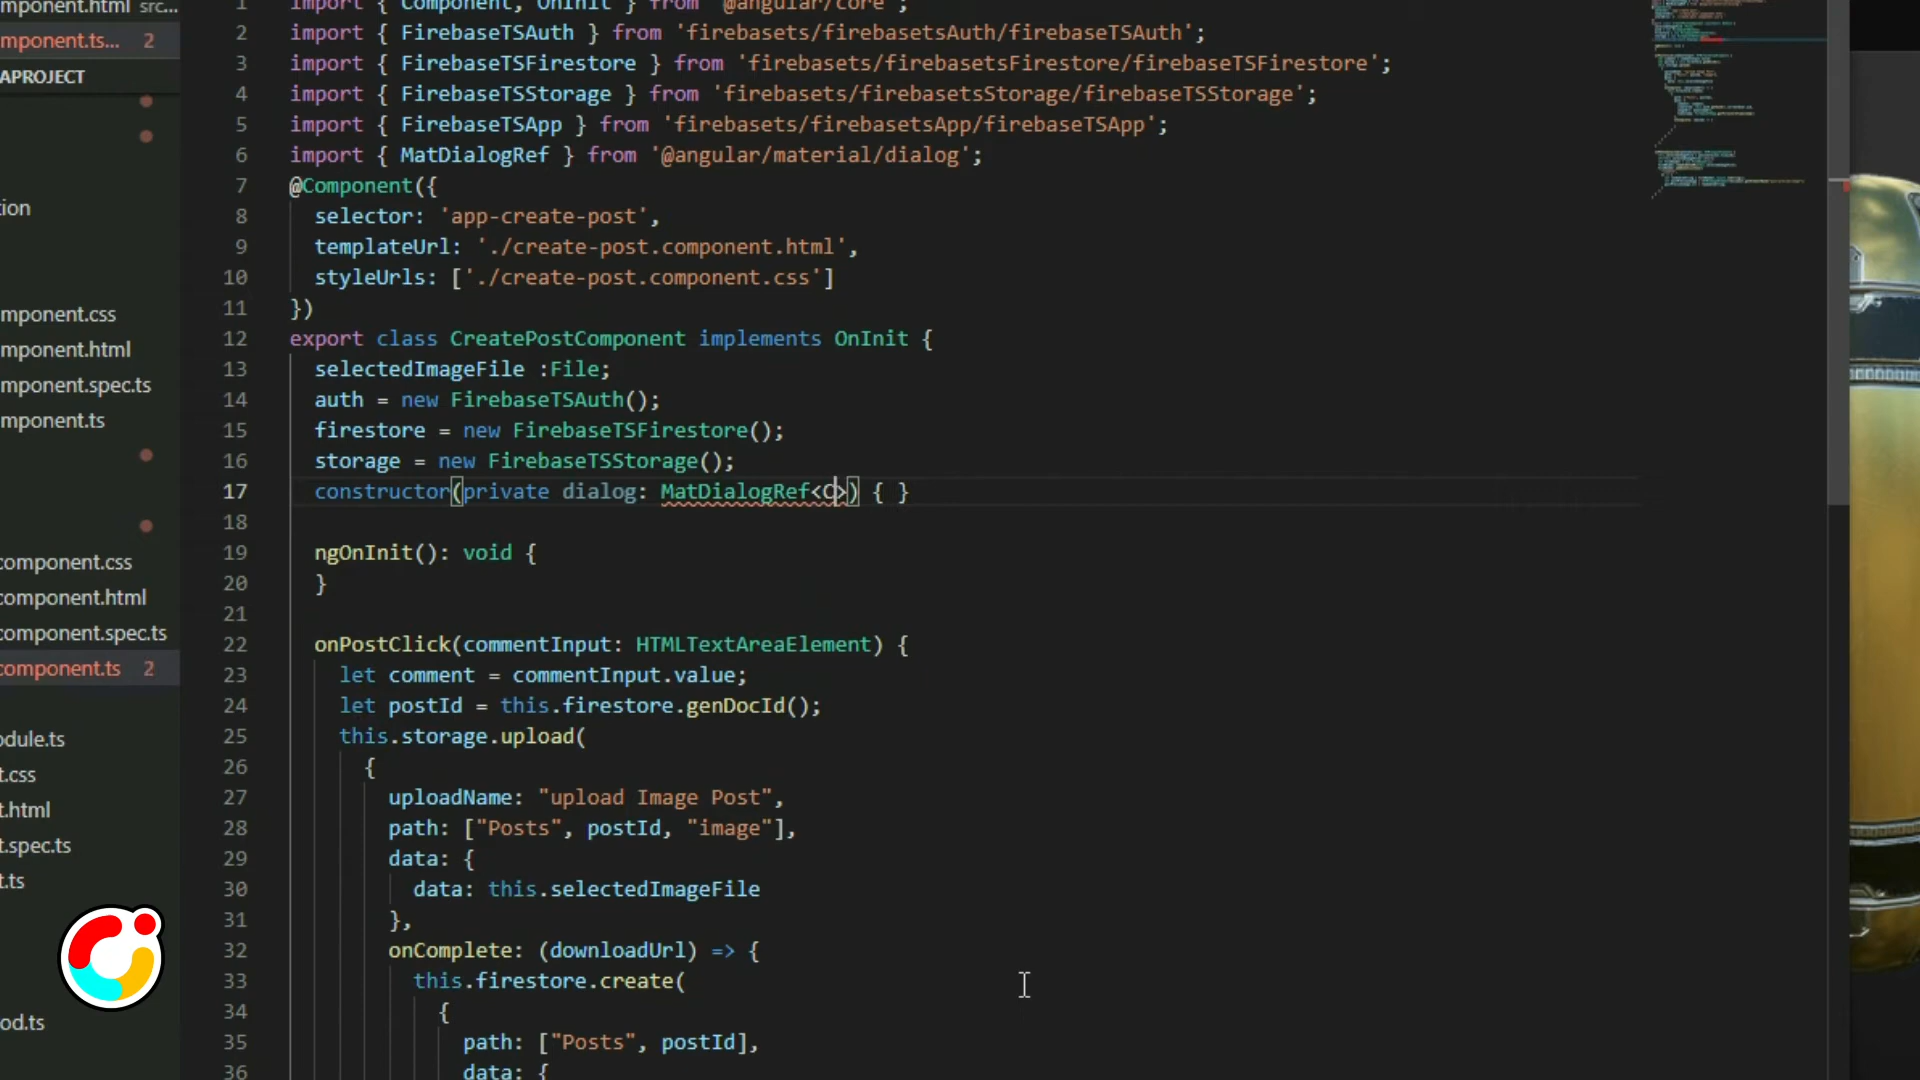 mponent.html src...
mponent.ts... 2
APROJECT
tion
mponent.css
mponent.html
mponent.spec.ts
mponent.ts
component.css
component.html
component.spec.ts
component.ts 2
odule.ts
t.css
t.html
t.spec.ts
t.ts
od.ts
1 import { Component, OnInit } from '@angular/core';
2 import { FirebaseTSAuth } from 'firebasets/firebasetsAuth/firebaseTSAuth';
3 import { FirebaseTSFirestore } from 'firebasets/firebasetsFirestore/firebaseTSFirestore';
4 import { FirebaseTSStorage } from 'firebasets/firebasetsStorage/firebaseTSStorage';
5 import { FirebaseTSApp } from 'firebasets/firebasetsApp/firebaseTSApp';
6 import { MatDialogRef } from '@angular/material/dialog';
7 @Component({
8 selector: 'app-create-post',
9 templateUrl: './create-post.component.html',
10 styleUrls: ['./create-post.component.css']
11 })
12 export class CreatePostComponent implements OnInit {
13 selectedImageFile :File;
14 auth = new FirebaseTSAuth();
15 firestore = new FirebaseTSFirestore();
16 storage = new FirebaseTSStorage();
17 constructor(private dialog: MatDialogRef<C>) { }
18
19 ngOnInit(): void {
20 }
21
22 onPostClick(commentInput: HTMLTextAreaElement) {
23 let comment = commentInput.value;
24 let postId = this.firestore.genDocId();
25 this.storage.upload(
26 {
27 uploadName: "upload Image Post",
28 path: ["Posts", postId, "image"],
29 data: {
30 data: this.selectedImageFile
31 },
32 onComplete: (downloadUrl) => {
33 this.firestore.create(
34 {
35 path: ["Posts", postId],
36 data: {